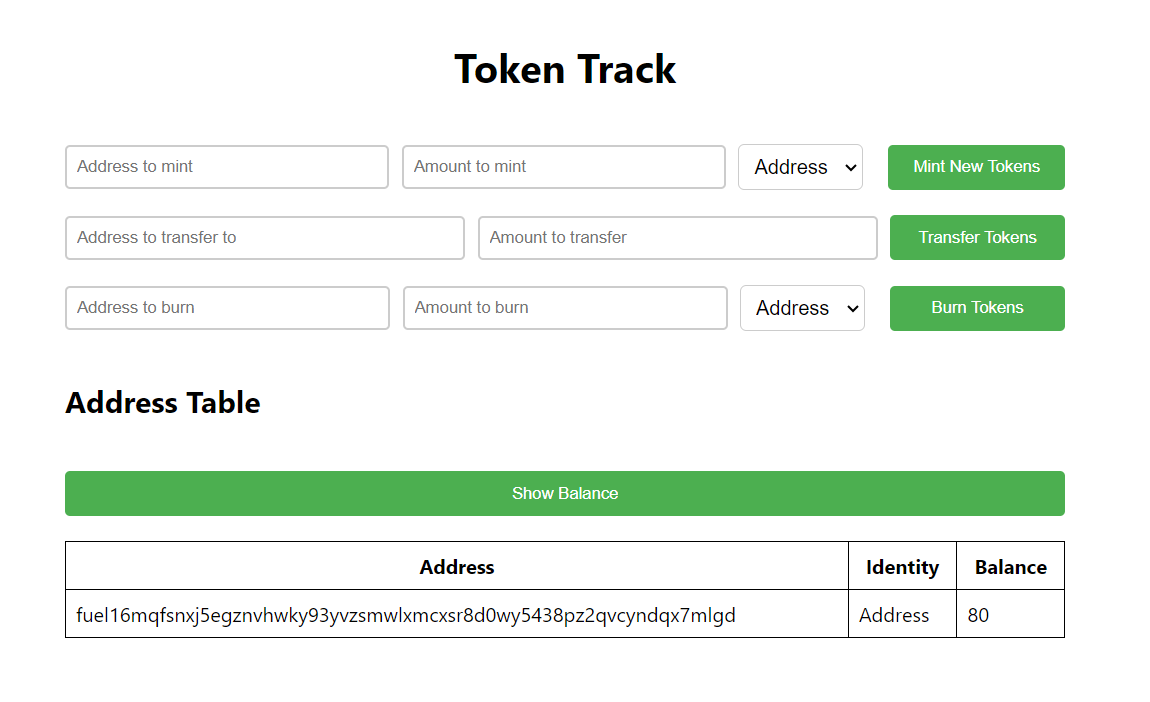 Token Track
Address to mint Amount to mint Address Mint New Tokens
Address to transfer to Amount to transfer Transfer Tokens
Address to burn Amount to burn Address Burn Tokens
Address Table
Show Balance
Address Identity Balance
fuel16mqfsnxj5egznvhwky93yvzsmwlxmcxsr8d0wy5438pz2qvcyndqx7mlgd Address 80